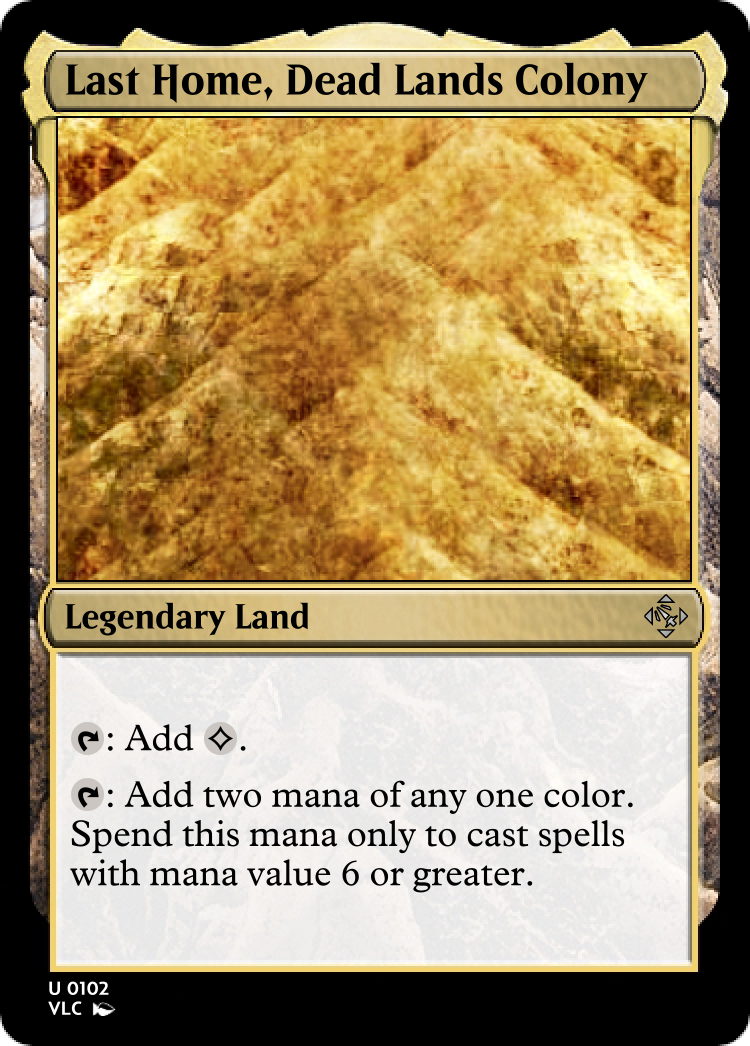 Last Home, Dead Lands Colony
Legendary Land
: Add .
: Add two mana of any one color.
Spend this mana only to cast spells
with mana value 6 or greater.
U 0102
VLC